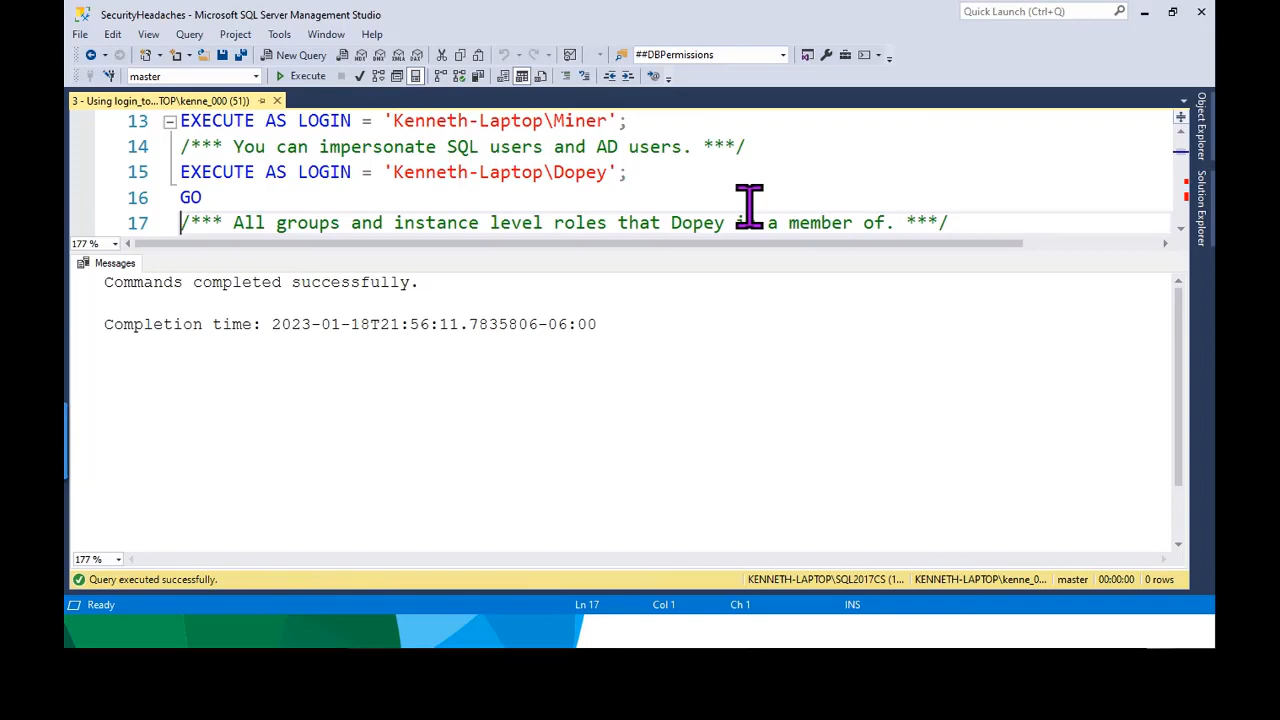 SecurityHeadaches - Microsoft SQL Server Management Studio
Quick Launch (Ctrl+Q)
File Edit View Query Project Tools Window Help
New Query
##DBPermissions
master
Execute
3 - Using login_to...TOP\kenne_000 (51))
13 EXECUTE AS LOGIN = 'Kenneth-Laptop\Miner';
14 /*** You can impersonate SQL users and AD users. ***/
15 EXECUTE AS LOGIN = 'Kenneth-Laptop\Dopey';
16 GO
17 /*** All groups and instance level roles that Dopey a member of. ***/
177 %
Messages
Commands completed successfully.
Completion time: 2023-01-18T21:56:11.7835806-06:00
177 %
Query executed successfully. KENNETH-LAPTOP\SQL2017CS (1... KENNETH-LAPTOP\kenne_0... master 00:00:00 0 rows
Ready Ln 17 Col 1 Ch 1 INS
Object Explorer
Solution Explorer